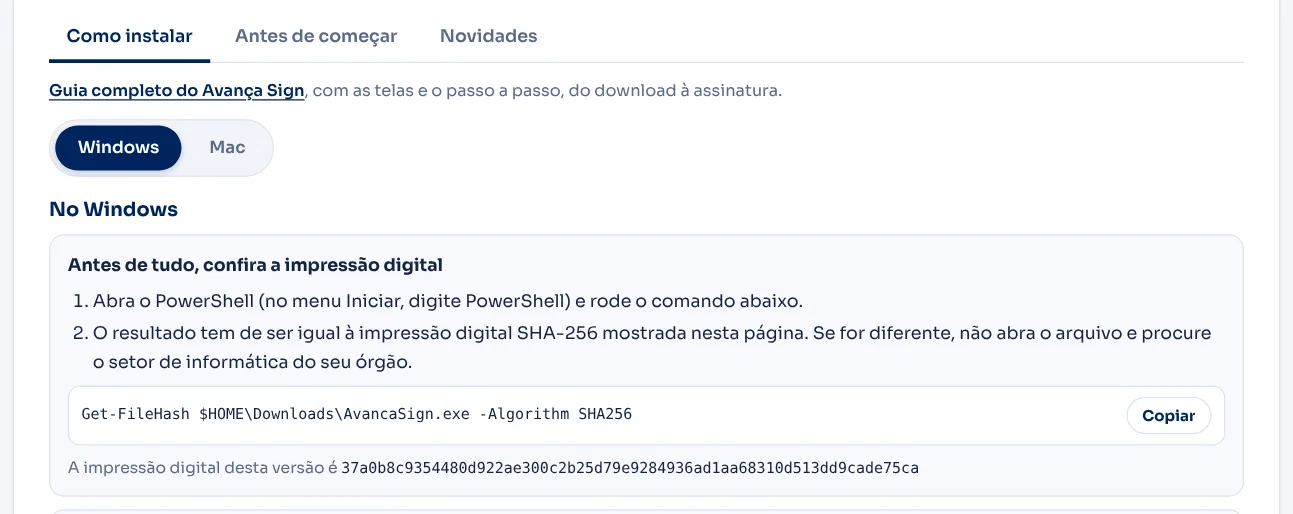 Como instalar Antes de começar Novidades
Guia completo do Avança Sign, com as telas e o passo a passo, do download à assinatura.
Windows Mac
No Windows
Antes de tudo, confira a impressão digital
1. Abra o PowerShell (no menu Iniciar, digite PowerShell) e rode o comando abaixo.
2. O resultado tem de ser igual à impressão digital SHA-256 mostrada nesta página. Se for diferente, não abra o arquivo e procure
o setor de informática do seu órgão.
Get-FileHash $HOME\Downloads\AvancaSign.exe -Algorithm SHA256 Copiar
A impressão digital desta versão é 37a0b8c9354480d922ae300c2b25d79e9284936ad1aa68310d513dd9cade75ca